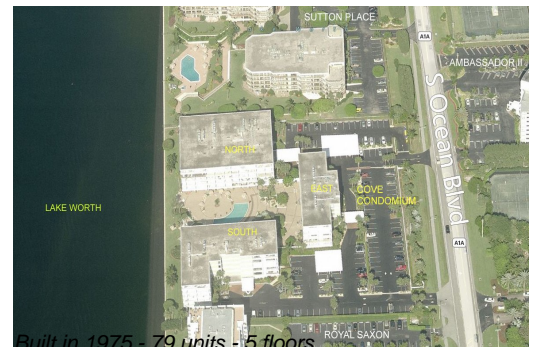 SUTTON PLACE
A1A
AMBASSADOR II
S Ocean Blvd
NORTH
EAST
COVE
CONDOMIUM
LAKE WORTH
SOUTH
A1A
ROYAL SAXON
Built in 1975 - 79 units - 5 floors